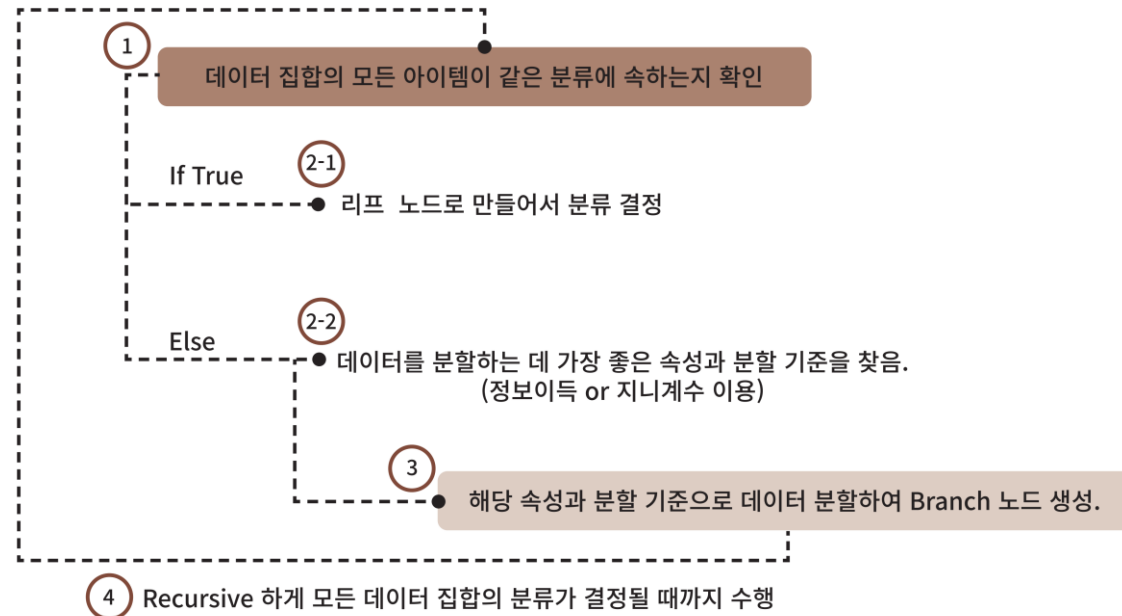 1
데이터 집합의 모든 아이템이 같은 분류에 속하는지 확인
If True
2-1
리프 노드로 만들어서 분류 결정
Else
2-2
데이터를 분할하는 데 가장 좋은 속성과 분할 기준을 찾음.
(정보이득 or 지니계수 이용)
3
해당 속성과 분할 기준으로 데이터 분할하여 Branch 노드 생성.
4 Recursive 하게 모든 데이터 집합의 분류가 결정될 때까지 수행